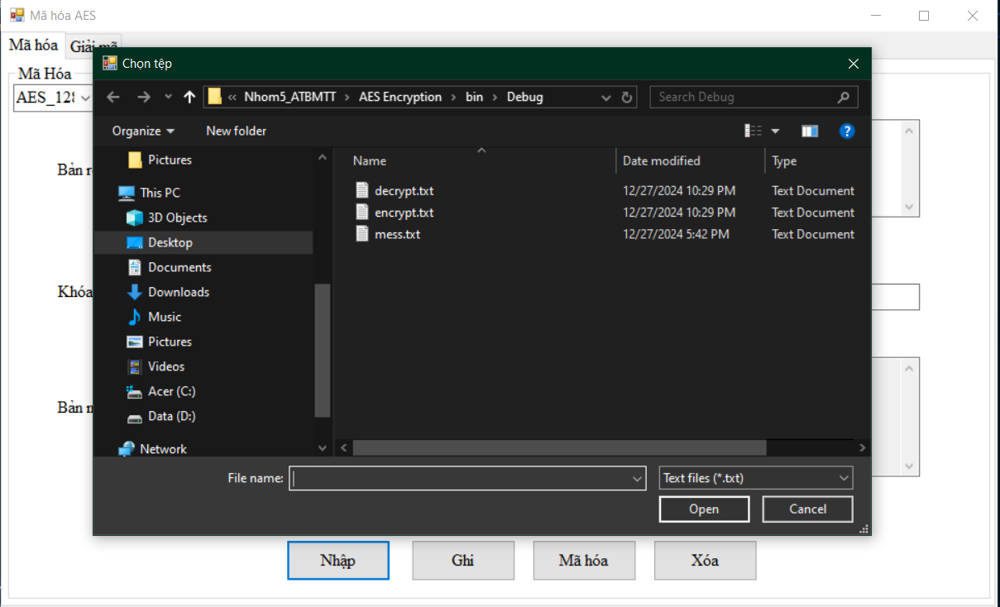 Mã hóa AES
Mã hóa Giải mã
Chọn tệp
Mã Hóa
AES_128
« Nhom5_ATBMTT › AES Encryption › bin › Debug
Search Debug
Organize New folder
Name Date modified Type
Pictures
This PC
3D Objects
Desktop
Documents
Downloads
Music
Pictures
Videos
Acer (C:)
Data (D:)
Network
decrypt.txt 12/27/2024 10:29 PM Text Document
encrypt.txt 12/27/2024 10:29 PM Text Document
mess.txt 12/27/2024 5:42 PM Text Document
Bản
Khóa
Bản
File name: Text files (*.txt)
Open Cancel
Nhập Ghi Mã hóa Xóa